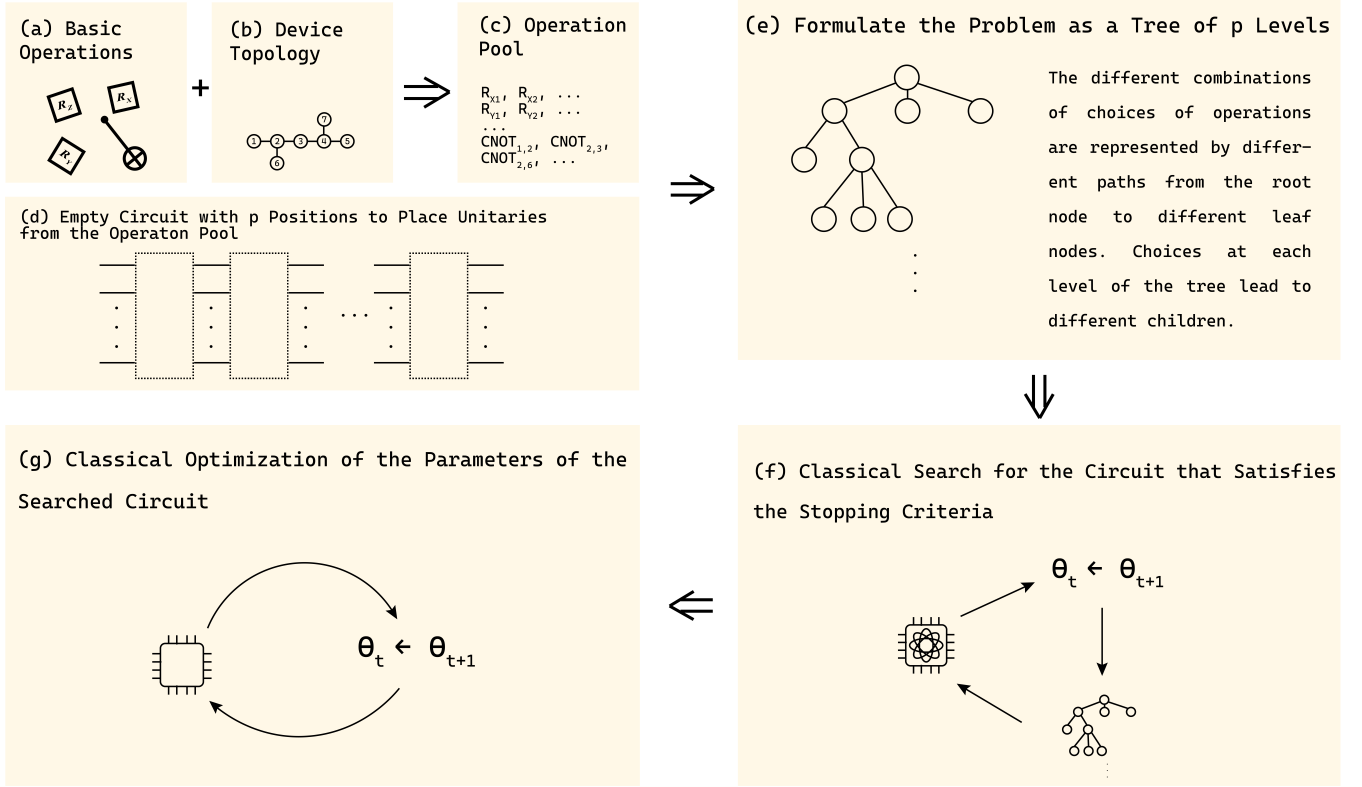 (a) Basic
Operations
R_Z
R_X
R_Y
+
(b) Device
Topology
7
1 2 3 4 5
6
(c) Operation
Pool
R_X1, R_X2, ...
R_Y1, R_Y2, ...
...
CNOT_1,2, CNOT_2,3,
CNOT_2,6, ...
(d) Empty Circuit with p Positions to Place Unitaries
from the Operaton Pool
...
(e) Formulate the Problem as a Tree of p Levels
The different combinations
of choices of operations
are represented by differ-
ent paths from the root
node to different leaf
nodes. Choices at each
level of the tree lead to
different children.
(f) Classical Search for the Circuit that Satisfies
the Stopping Criteria
θ_t ← θ_t+1
(g) Classical Optimization of the Parameters of the
Searched Circuit
θ_t ← θ_t+1